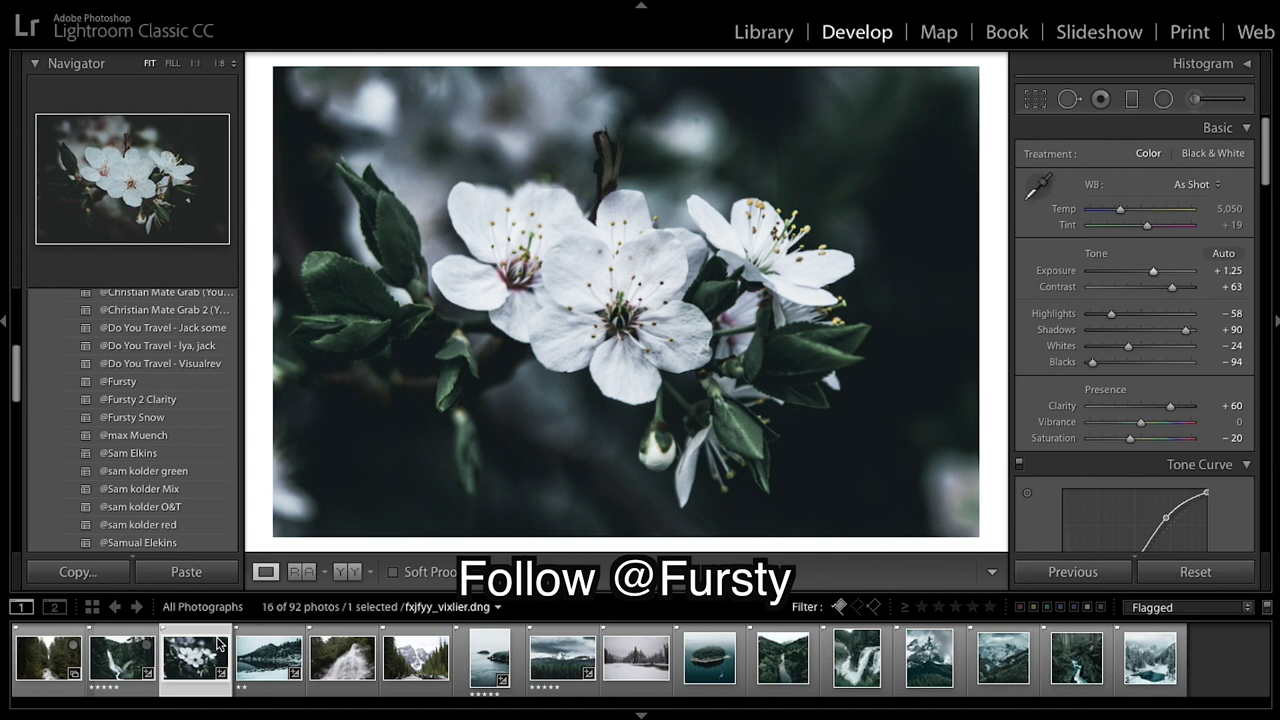 Lr
Adobe Photoshop
Lightroom Classic CC
Library | Develop | Map | Book | Slideshow | Print | Web
Navigator FIT FILL 1:1 1:8
@Christian Mate Grab (You...
@Christian Mate Grab 2 (Y...
@Do You Travel - Jack some
@Do You Travel - lya, jack
@Do You Travel - Visualrev
@Fursty
@Fursty 2 Clarity
@Fursty Snow
@max Muench
@Sam Elkins
@sam kolder green
@Sam kolder Mix
@sam kolder O&T
@sam kolder red
@Samual Elekins
Copy... Paste
Histogram
Basic
Treatment : Color | Black & White
WB : As Shot
Temp 5,050
Tint + 19
Tone Auto
Exposure + 1.25
Contrast + 63
Highlights – 58
Shadows + 90
Whites – 24
Blacks – 94
Presence
Clarity + 60
Vibrance 0
Saturation – 20
Tone Curve
Previous Reset
R A Y Y Soft Proo
Follow @Fursty
1 2 All Photographs 16 of 92 photos / 1 selected / fxjfyy_vixlier.dng Filter : ≥ ★★★★★ Flagged
★★★★★ ★★ ★★★★★ ★★★★★